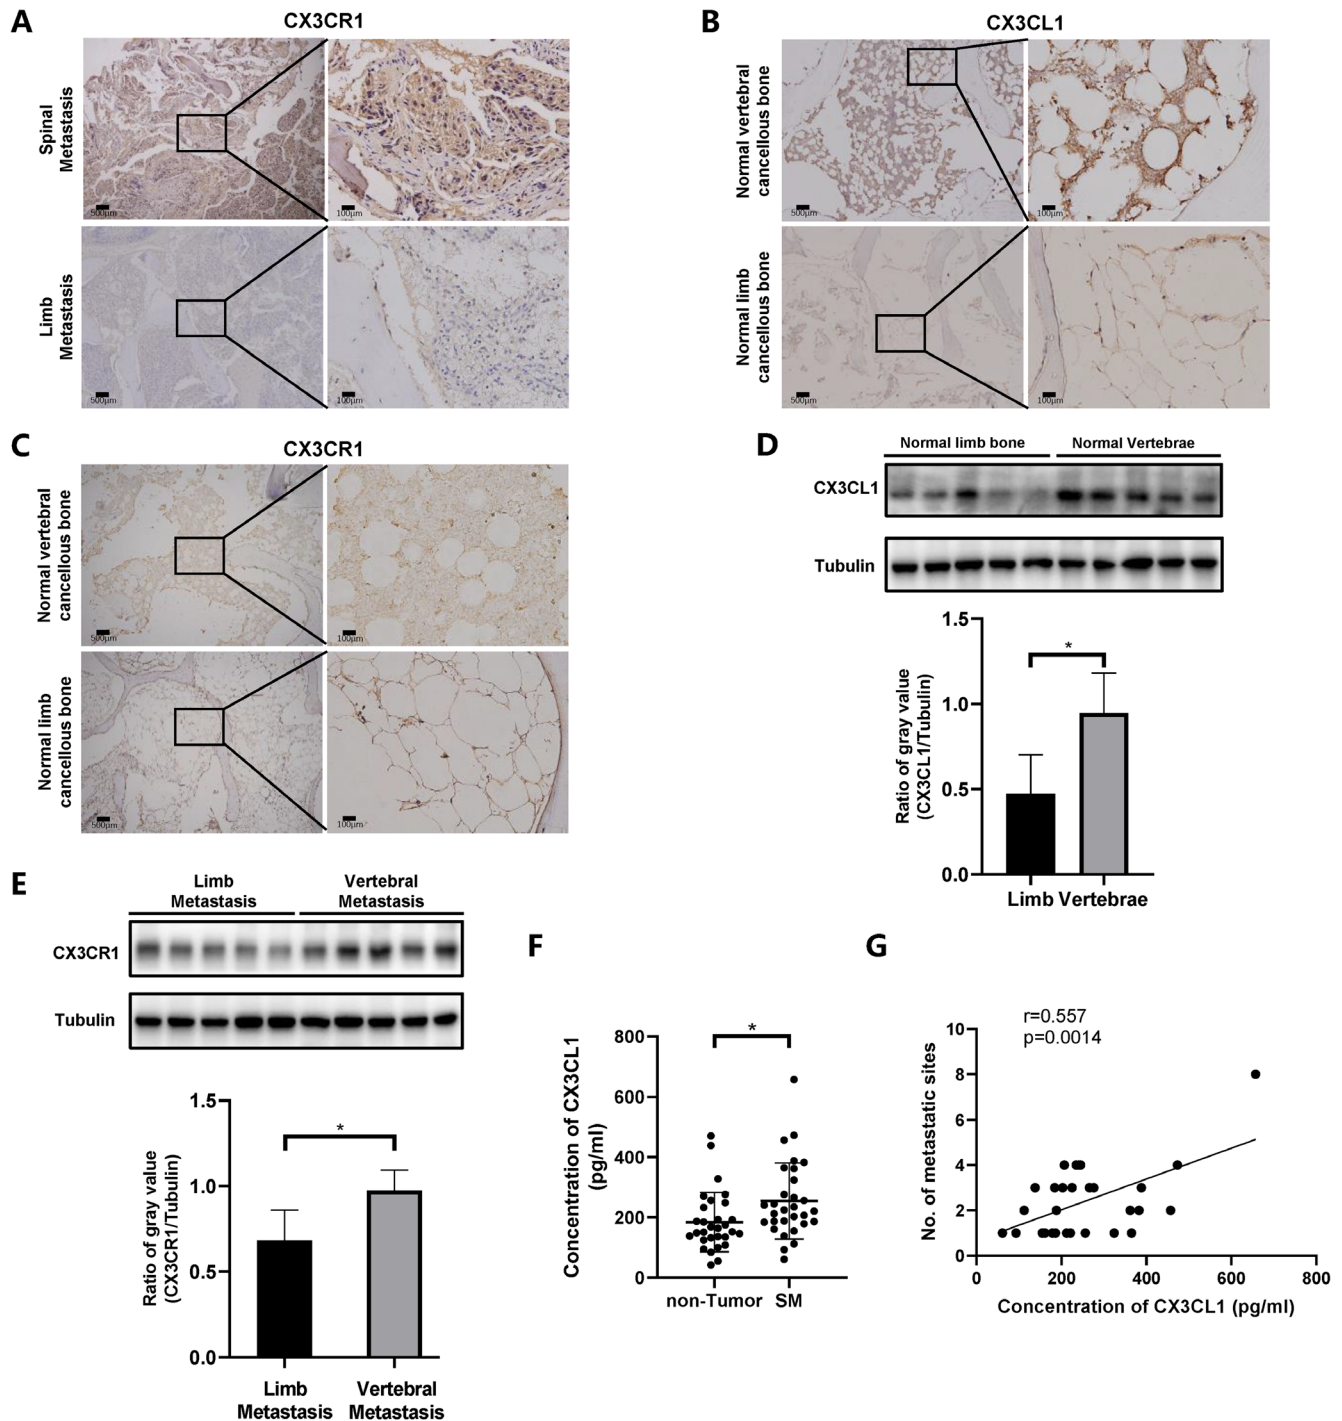 A
CX3CR1
Spinal
Metastasis
500μm
100μm
Limb
Metastasis
500μm
100μm
B
CX3CL1
Normal vertebral
cancellous bone
500μm
100μm
Normal limb
cancellous bone
500μm
100μm
C
CX3CR1
Normal vertebral
cancellous bone
500μm
100μm
Normal limb
cancellous bone
500μm
100μm
D
Normal limb bone
Normal Vertebrae
CX3CL1
Tubulin
Ratio of gray value
(CX3CL1/Tubulin)
1.5
1.0
0.5
0.0
*
Limb Vertebrae
E
Limb
Metastasis
Vertebral
Metastasis
CX3CR1
Tubulin
Ratio of gray value
(CX3CR1/Tubulin)
1.5
1.0
0.5
0.0
*
Limb
Metastasis
Vertebral
Metastasis
F
Concentration of CX3CL1
(pg/ml)
800
600
400
200
0
*
non-Tumor SM
G
r=0.557
p=0.0014
No. of metastatic sites
10
8
6
4
2
0
0 200 400 600 800
Concentration of CX3CL1 (pg/ml)